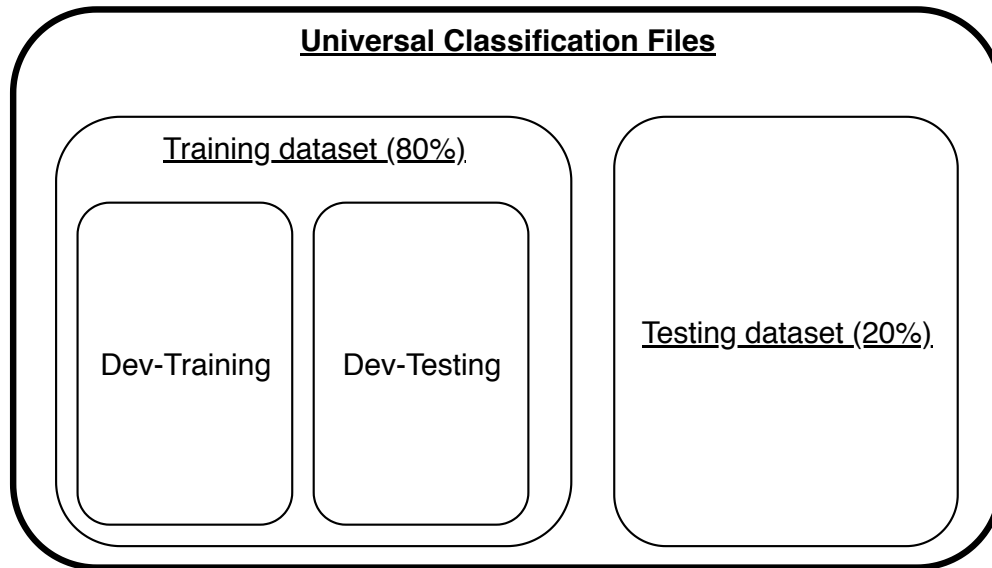 Universal Classification Files
Training dataset (80%)
Dev-Training
Dev-Testing
Testing dataset (20%)